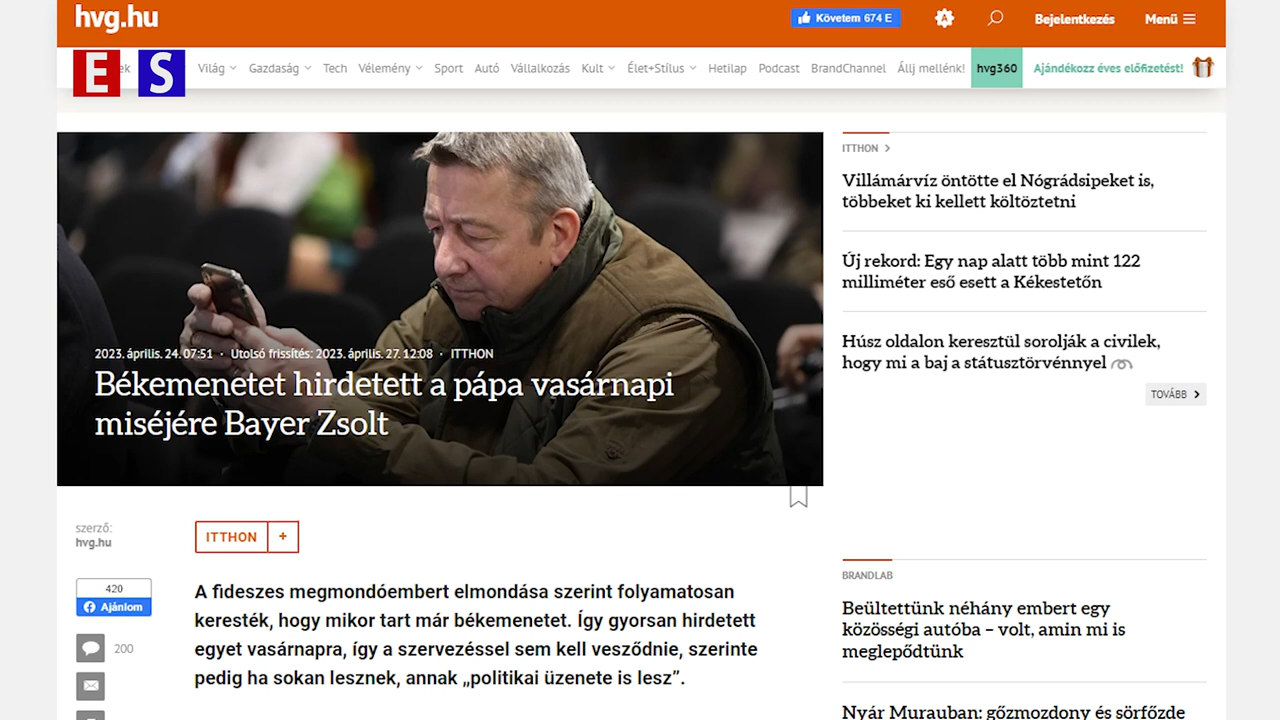 hvg.hu
Követem 674 E
A
Bejelentkezés
Menü
E S
Világ
Gazdaság
Tech
Vélemény
Sport
Autó
Vállalkozás
Kult
Élet+Stílus
Hetilap
Podcast
BrandChannel
Állj mellénk!
hvg360
Ajándékozz éves előfizetést!
2023. április. 24. 07:51 · Utolsó frissítés: 2023. április. 27. 12:08 · ITTHON
Békemenetet hirdetett a pápa vasárnapi
miséjére Bayer Zsolt
szerző:
hvg.hu
ITTHON +
420
Ajánlom
200
A fideszes megmondóembert elmondása szerint folyamatosan
keresték, hogy mikor tart már békemenetet. Így gyorsan hirdetett
egyet vasárnapra, így a szervezéssel sem kell vesződnie, szerinte
pedig ha sokan lesznek, annak „politikai üzenete is lesz”.
ITTHON
Villámárvíz öntötte el Nógrádsipeket is,
többeket ki kellett költöztetni
Új rekord: Egy nap alatt több mint 122
milliméter eső esett a Kékestetőn
Húsz oldalon keresztül sorolják a civilek,
hogy mi a baj a státusztörvénnyel
TOVÁBB
BRANDLAB
Beültettünk néhány embert egy
közösségi autóba – volt, amin mi is
meglepődtünk
Nyár Murauban: gőzmozdony és sörfőzde